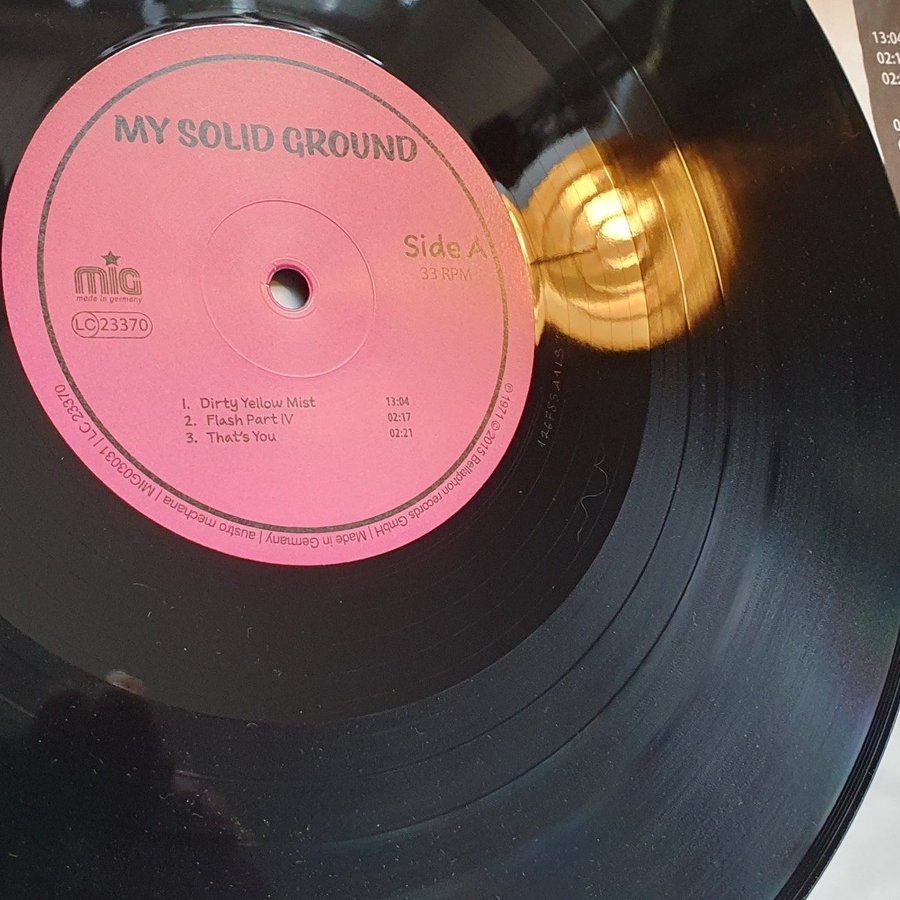 MY SOLID GROUND
Side A
33 RPM
mig
made in germany
LC 23370
1. Dirty Yellow Mist 13:04
2. Flash Part IV 02:17
3. That's You 02:21
℗ 1971 © 2015 Bellaphon records GmbH | Made in Germany | austro mechana | MIG03031 | LC 23370
13:04